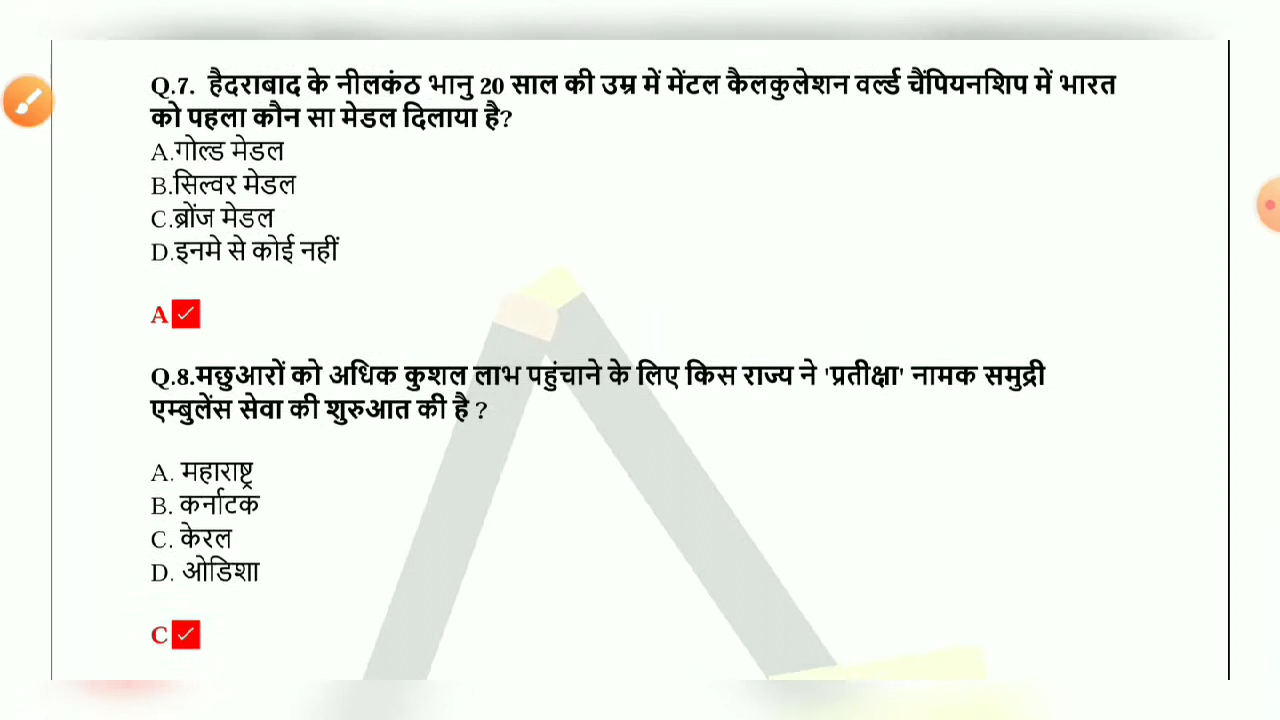 Q.7. हैदराबाद के नीलकंठ भानु 20 साल की उम्र में मेंटल कैलकुलेशन वर्ल्ड चैंपियनशिप में भारत
को पहला कौन सा मेडल दिलाया है?
A.गोल्ड मेडल
B.सिल्वर मेडल
C.ब्रोंज मेडल
D.इनमे से कोई नहीं
A
Q.8.मछुआरों को अधिक कुशल लाभ पहुंचाने के लिए किस राज्य ने 'प्रतीक्षा' नामक समुद्री
एम्बुलेंस सेवा की शुरुआत की है ?
A. महाराष्ट्र
B. कर्नाटक
C. केरल
D. ओडिशा
C